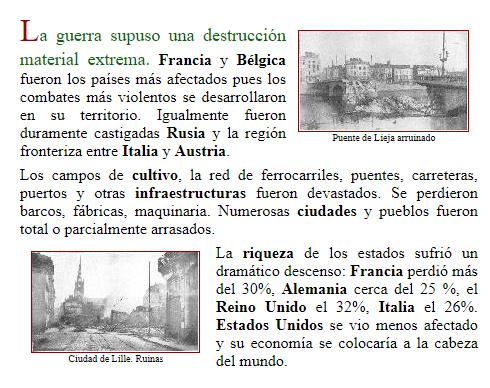 La guerra supuso una destrucción
material extrema. Francia y Bélgica
fueron los países más afectados pues los
combates más violentos se desarrollaron
en su territorio. Igualmente fueron
duramente castigadas Rusia y la región
fronteriza entre Italia y Austria.
Puente de Lieja arruinado
Los campos de cultivo, la red de ferrocarriles, puentes, carreteras,
puertos y otras infraestructuras fueron devastados. Se perdieron
barcos, fábricas, maquinaria. Numerosas ciudades y pueblos fueron
total o parcialmente arrasados.
Ciudad de Lille. Ruinas
La riqueza de los estados sufrió un
dramático descenso: Francia perdió más
del 30%, Alemania cerca del 25 %, el
Reino Unido el 32%, Italia el 26%.
Estados Unidos se vio menos afectado
y su economía se colocaría a la cabeza
del mundo.